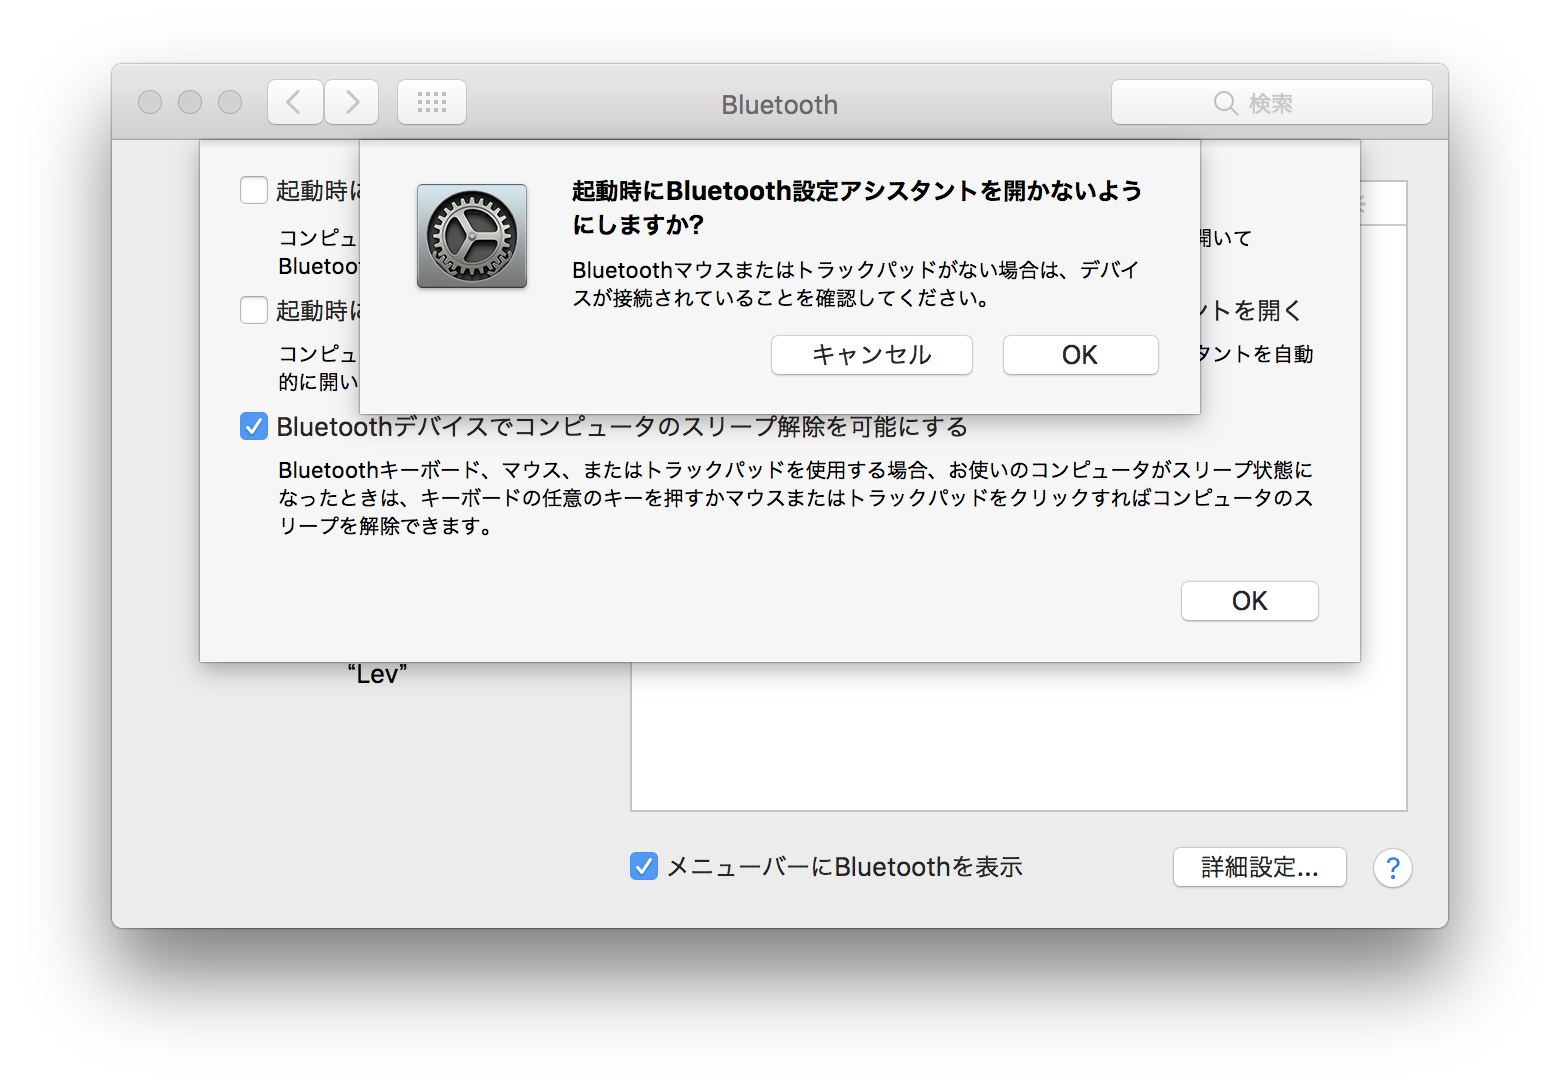 Bluetooth
検索
起動時に
コンピュ
開いて
Bluetoo
起動時に
ントを開く
コンピュ
タントを自動
的に開い
起動時にBluetooth設定アシスタントを開かないよう
にしますか?
Bluetoothマウスまたはトラックパッドがない場合は、デバイ
スが接続されていることを確認してください。
キャンセル
OK
Bluetoothデバイスでコンピュータのスリープ解除を可能にする
Bluetoothキーボード、マウス、またはトラックパッドを使用する場合、お使いのコンピュータがスリープ状態に
なったときは、キーボードの任意のキーを押すかマウスまたはトラックパッドをクリックすればコンピュータのス
リープを解除できます。
OK
“Lev”
メニューバーにBluetoothを表示
詳細設定...
?